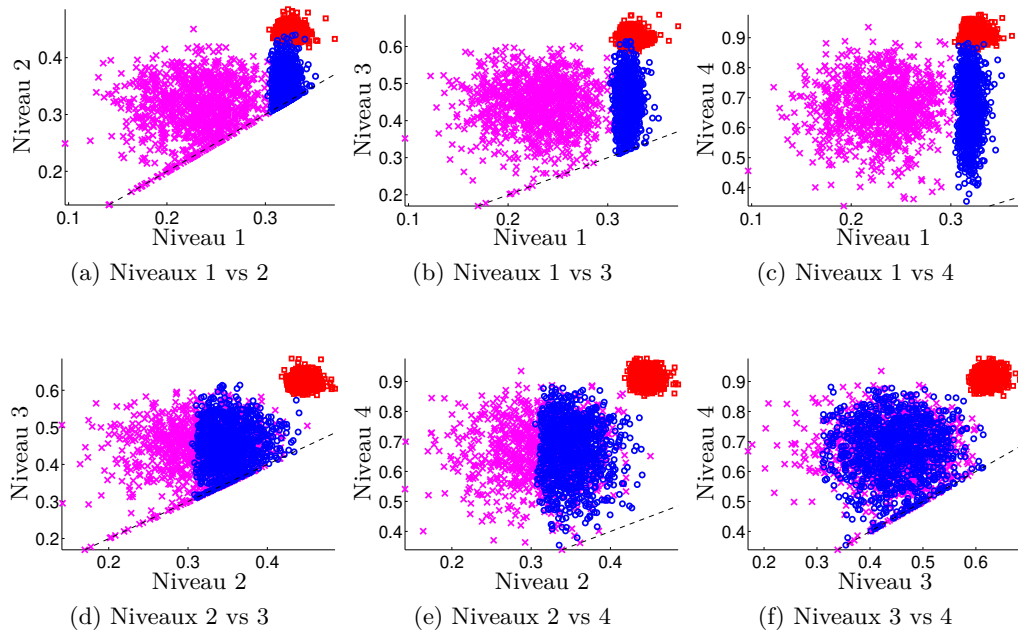 0.4
0.3
0.2
Niveau 2
0.1
0.2
0.3
Niveau 1
(a) Niveaux 1 vs 2
0.6
0.5
0.4
0.3
0.2
Niveau 3
0.1
0.2
0.3
Niveau 1
(b) Niveaux 1 vs 3
0.9
0.8
0.7
0.6
0.5
0.4
Niveau 4
0.1
0.2
0.3
Niveau 1
(c) Niveaux 1 vs 4
0.6
0.5
0.4
0.3
0.2
Niveau 3
0.2
0.3
0.4
Niveau 2
(d) Niveaux 2 vs 3
0.9
0.8
0.7
0.6
0.5
0.4
Niveau 4
0.2
0.3
0.4
Niveau 2
(e) Niveaux 2 vs 4
0.9
0.8
0.7
0.6
0.5
0.4
Niveau 4
0.2
0.3
0.4
0.5
0.6
Niveau 3
(f) Niveaux 3 vs 4